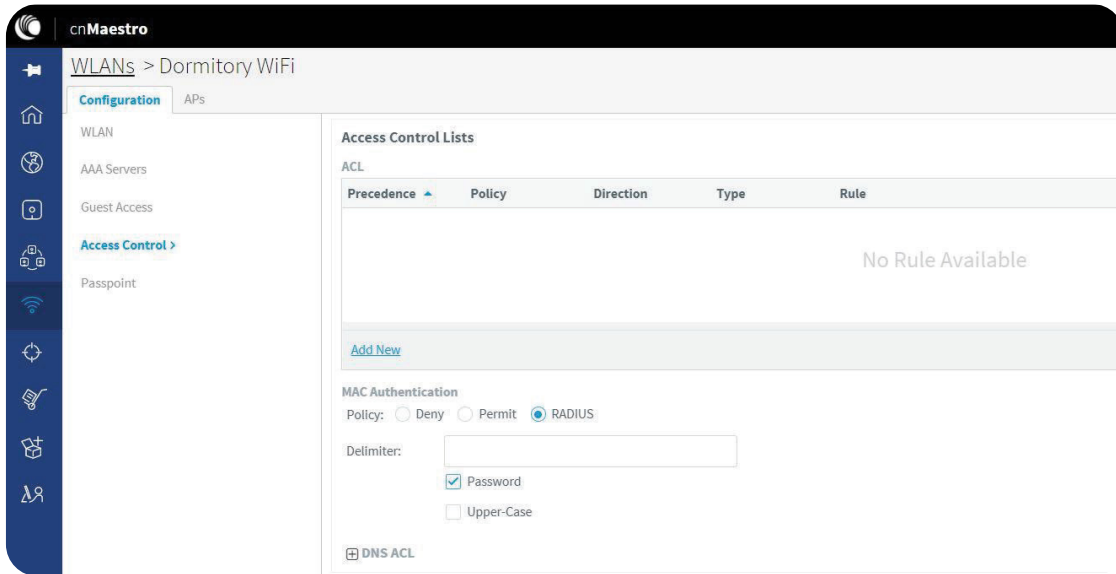 cnMaestro
WLANs > Dormitory WiFi
Configuration APs
WLAN
AAA Servers
Guest Access
Access Control >
Passpoint
Access Control Lists
ACL
Precedence Policy Direction Type Rule
No Rule Available
Add New
MAC Authentication
Policy: Deny Permit RADIUS
Delimiter:
Password
Upper-Case
DNS ACL